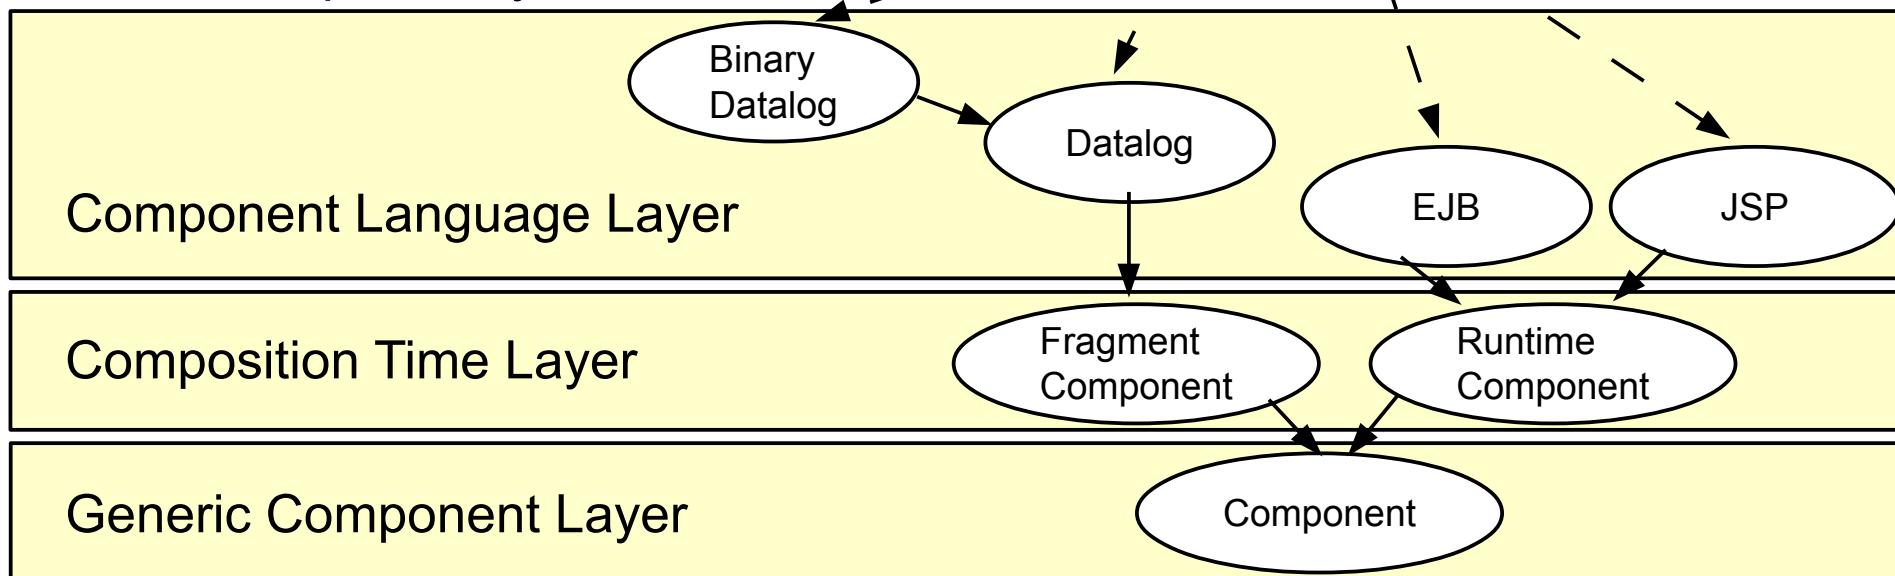 Binary
Datalog
Datalog
EJB
JSP
Component Language Layer
Fragment
Component
Runtime
Component
Composition Time Layer
Generic Component Layer
Component